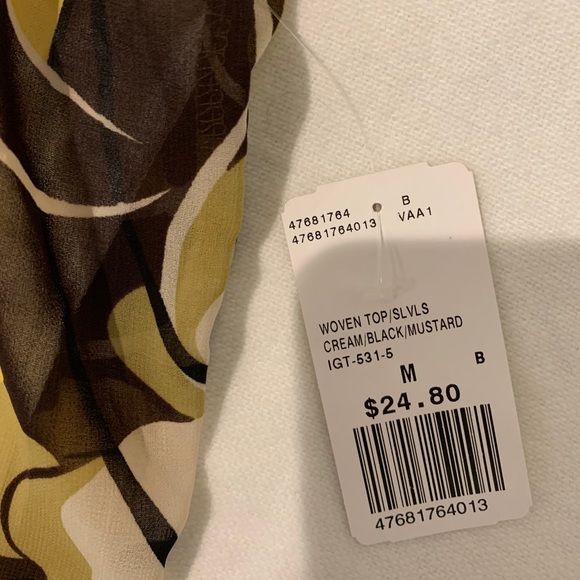 47681764 B
47681764013 VAA1
WOVEN TOP/SLVLS
CREAM/BLACK/MUSTARD
IGT-531-5
M B
$24.80
47681764013